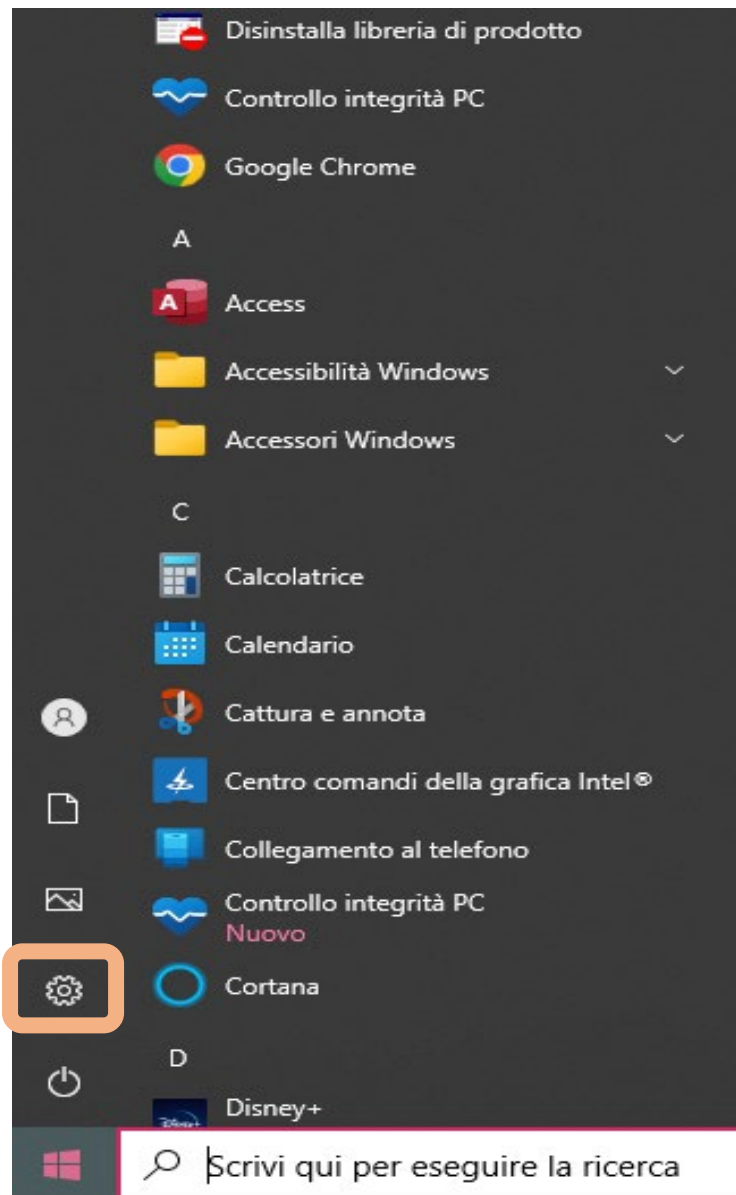 Disinstalla libreria di prodotto
Controllo integrità PC
Google Chrome
A
A
Access
Accessibilità Windows
Accessori Windows
C
Calcolatrice
Calendario
Cattura e annota
Centro comandi della grafica Intel®
Collegamento al telefono
Controllo integrità PC
Nuovo
Cortana
D
Disney+
Scrivi qui per eseguire la ricerca